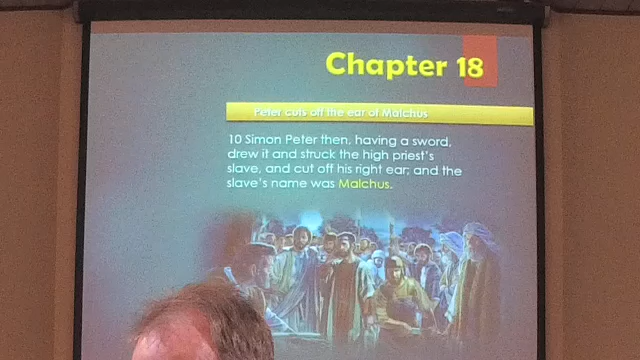 Chapter 18
Peter cuts off the ear of Malchus
10 Simon Peter then, having a sword,
drew it and struck the high priest's
slave, and cut off his right ear; and the
slave's name was Malchus.